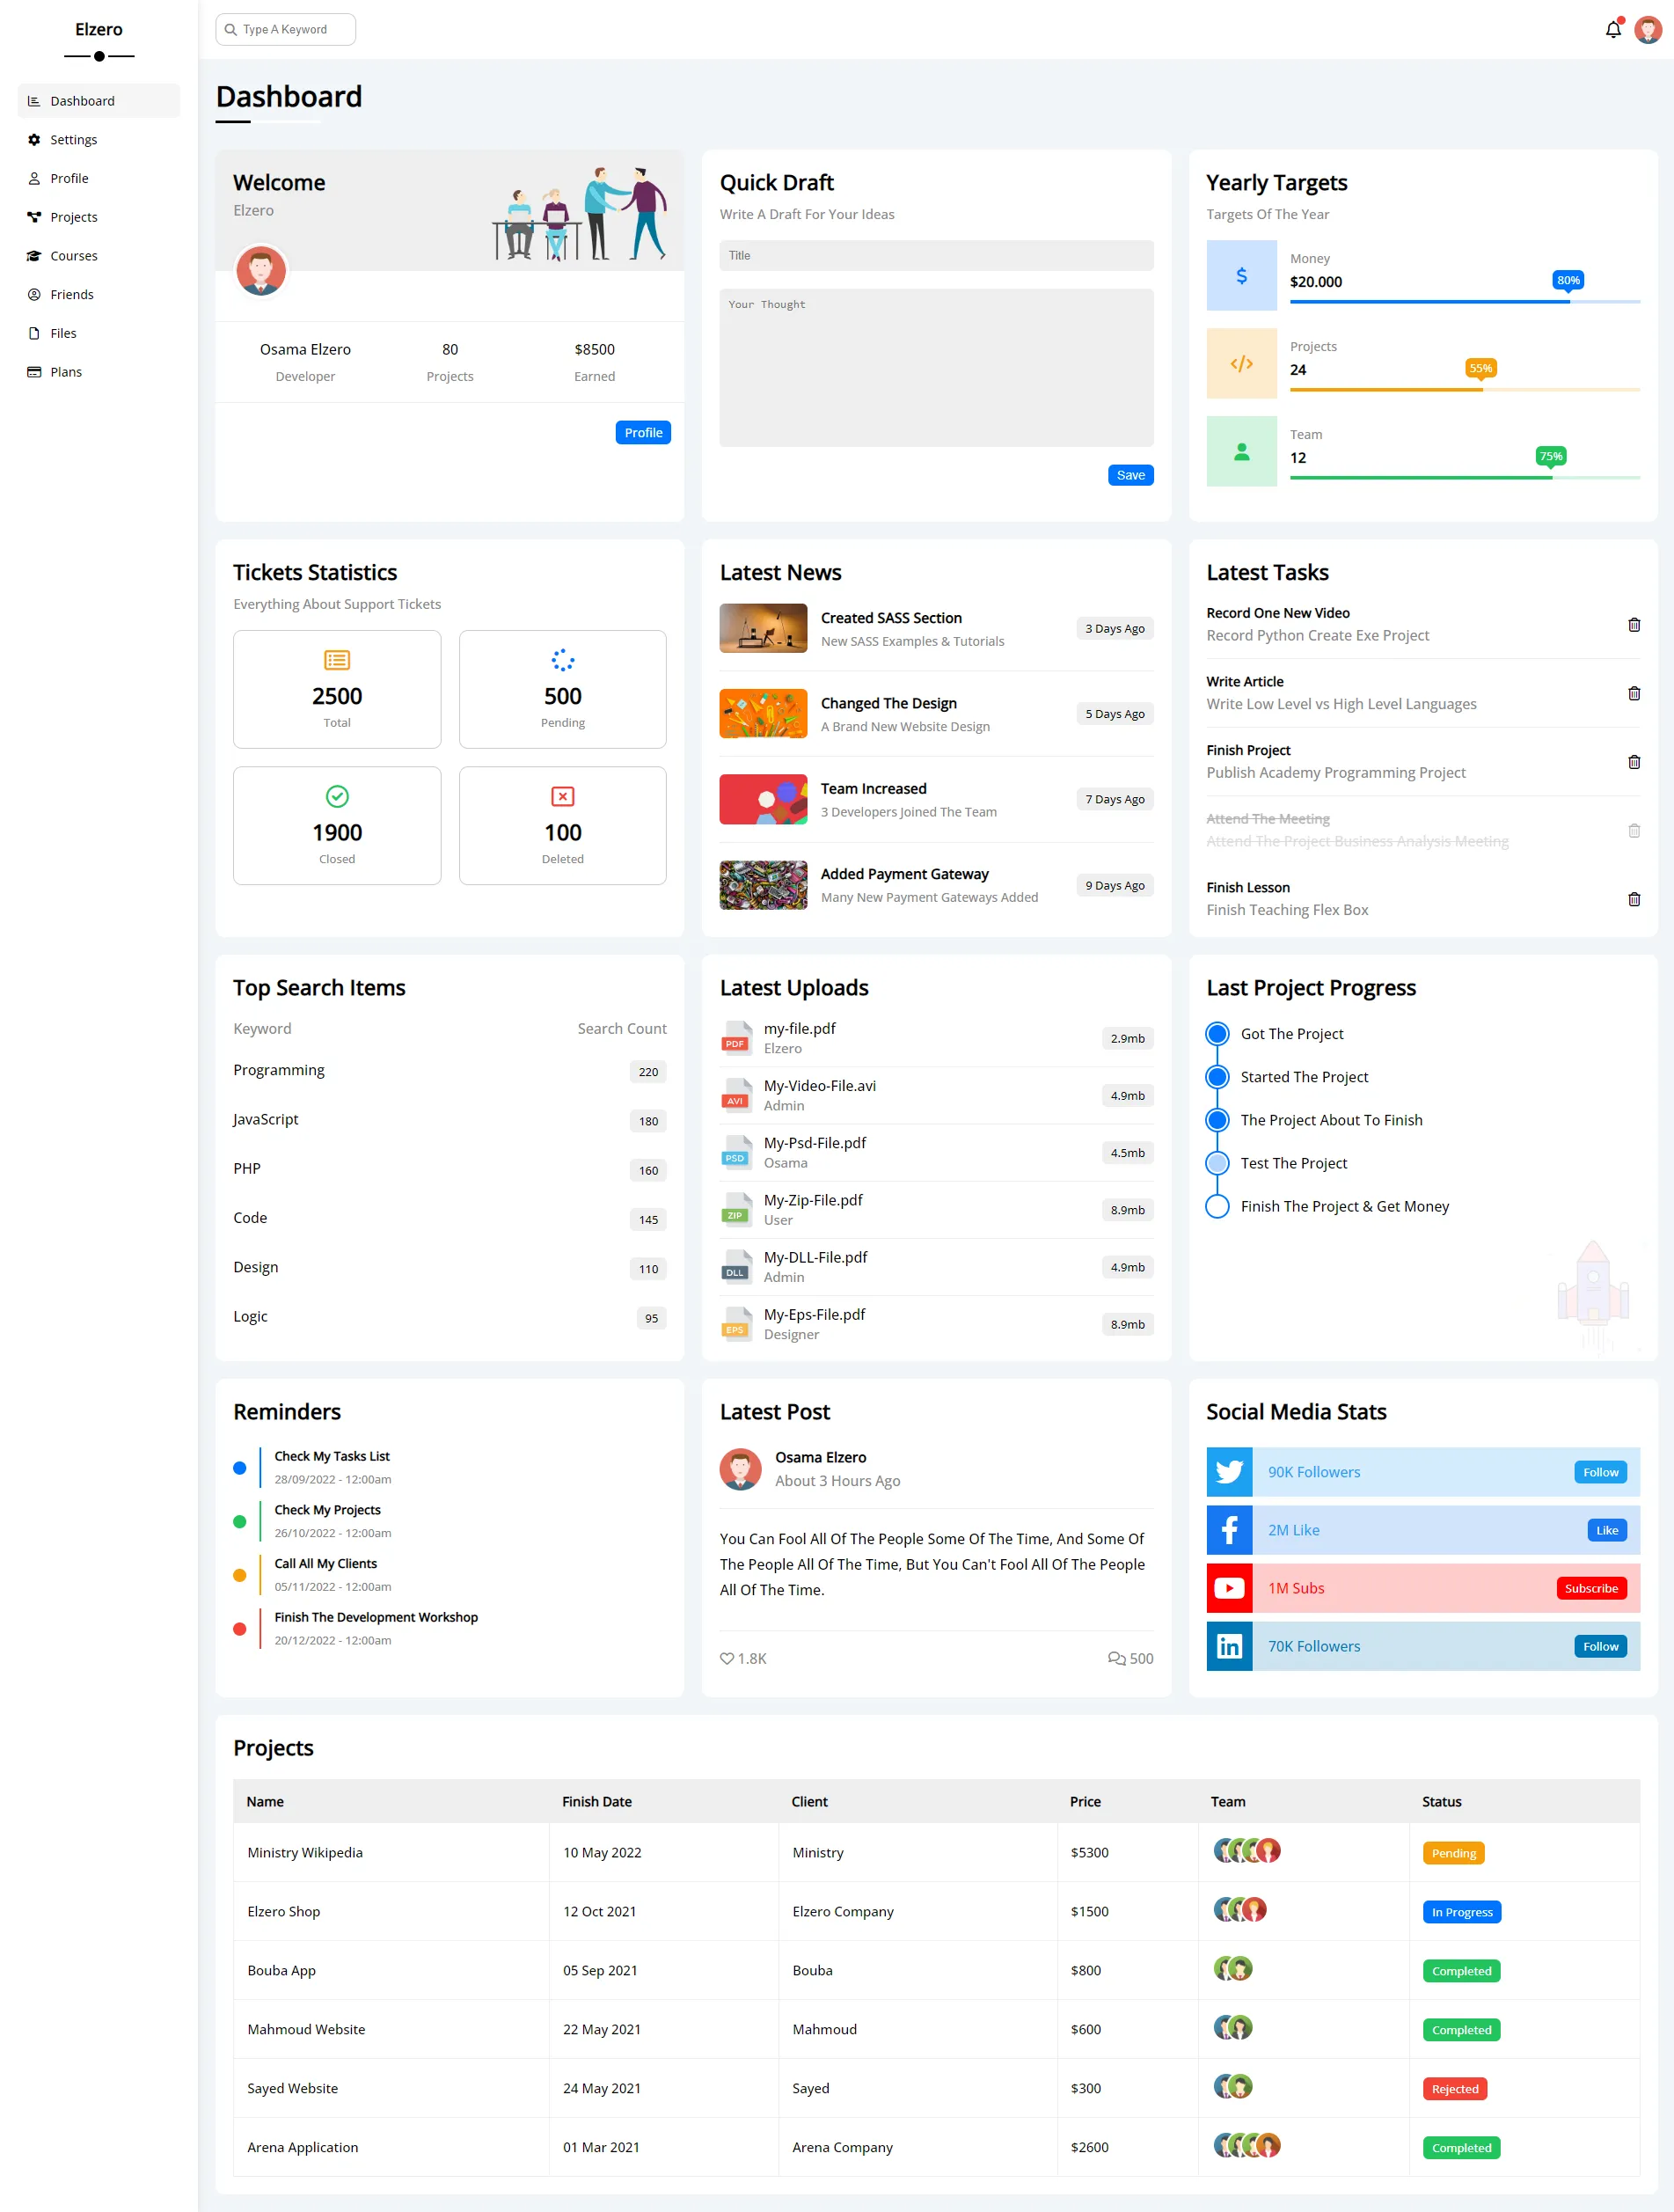 Elzero
Type A Keyword
Dashboard
Settings
Profile
Projects
Courses
Friends
Files
Plans
Dashboard
Welcome
Elzero
Osama Elzero
80
$8500
Developer
Projects
Earned
Profile
Quick Draft
Write A Draft For Your Ideas
Title
Your Thought
Save
Yearly Targets
Targets Of The Year
Money
$20.000
80%
Projects
24
55%
Team
12
75%
Tickets Statistics
Everything About Support Tickets
2500
Total
500
Pending
1900
Closed
100
Deleted
Latest News
Created SASS Section
New SASS Examples & Tutorials
3 Days Ago
Changed The Design
A Brand New Website Design
5 Days Ago
Team Increased
3 Developers Joined The Team
7 Days Ago
Added Payment Gateway
Many New Payment Gateways Added
9 Days Ago
Latest Tasks
Record One New Video
Record Python Create Exe Project
Write Article
Write Low Level vs High Level Languages
Finish Project
Publish Academy Programming Project
Attend The Meeting
Attend The Project Business Analysis Meeting
Finish Lesson
Finish Teaching Flex Box
Top Search Items
Keyword Search Count
Programming 220
JavaScript 180
PHP 160
Code 145
Design 110
Logic 95
Latest Uploads
PDF
my-file.pdf
Elzero
2.9mb
AVI
My-Video-File.avi
Admin
4.9mb
PSD
My-Psd-File.pdf
Osama
4.5mb
ZIP
My-Zip-File.pdf
User
8.9mb
DLL
My-DLL-File.pdf
Admin
4.9mb
EPS
My-Eps-File.pdf
Designer
8.9mb
Last Project Progress
Got The Project
Started The Project
The Project About To Finish
Test The Project
Finish The Project & Get Money
Reminders
Check My Tasks List
28/09/2022 - 12:00am
Check My Projects
26/10/2022 - 12:00am
Call All My Clients
05/11/2022 - 12:00am
Finish The Development Workshop
20/12/2022 - 12:00am
Latest Post
Osama Elzero
About 3 Hours Ago
You Can Fool All Of The People Some Of The Time, And Some Of
The People All Of The Time, But You Can't Fool All Of The People
All Of The Time.
1.8K
500
Social Media Stats
90K Followers Follow
2M Like Like
1M Subs Subscribe
in 70K Followers Follow
Projects
Name Finish Date Client Price Team Status
Ministry Wikipedia 10 May 2022 Ministry $5300 Pending
Elzero Shop 12 Oct 2021 Elzero Company $1500 In Progress
Bouba App 05 Sep 2021 Bouba $800 Completed
Mahmoud Website 22 May 2021 Mahmoud $600 Completed
Sayed Website 24 May 2021 Sayed $300 Rejected
Arena Application 01 Mar 2021 Arena Company $2600 Completed